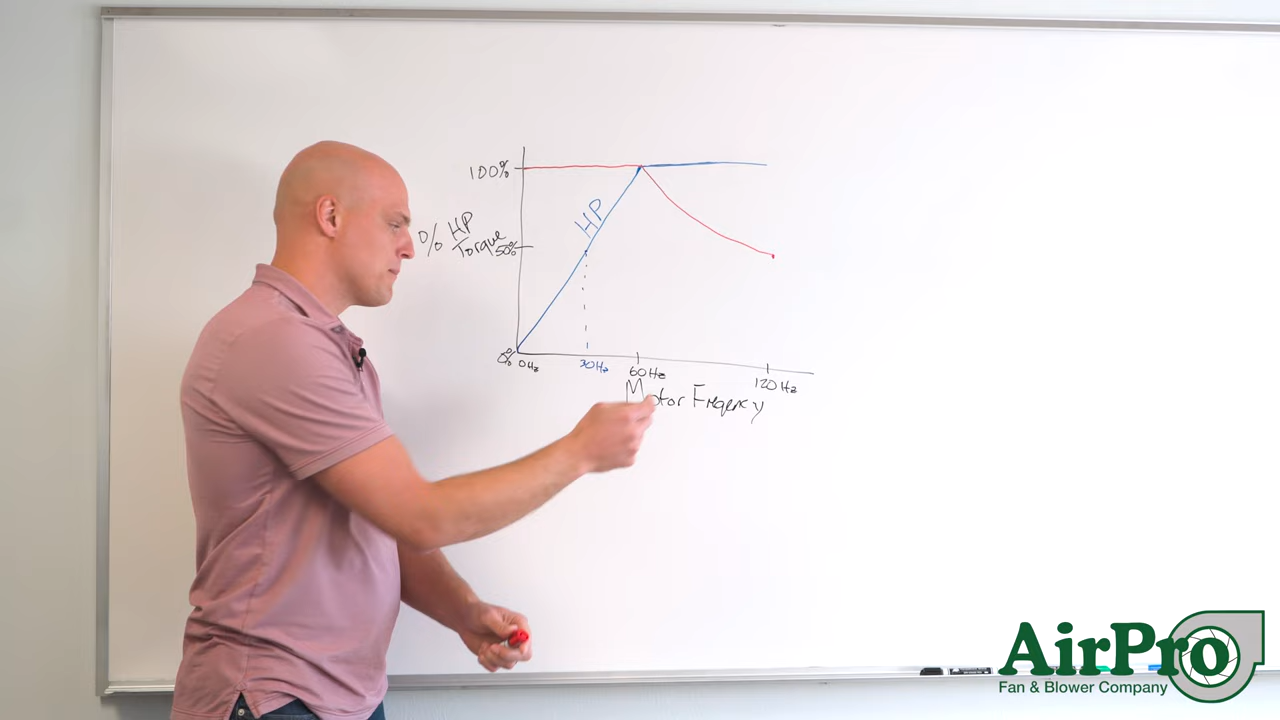 100%
HP
% HP
Torque
50%
0%
0Hz
30Hz
60Hz
120Hz
Motor Freqency
AirPro
Fan & Blower Company